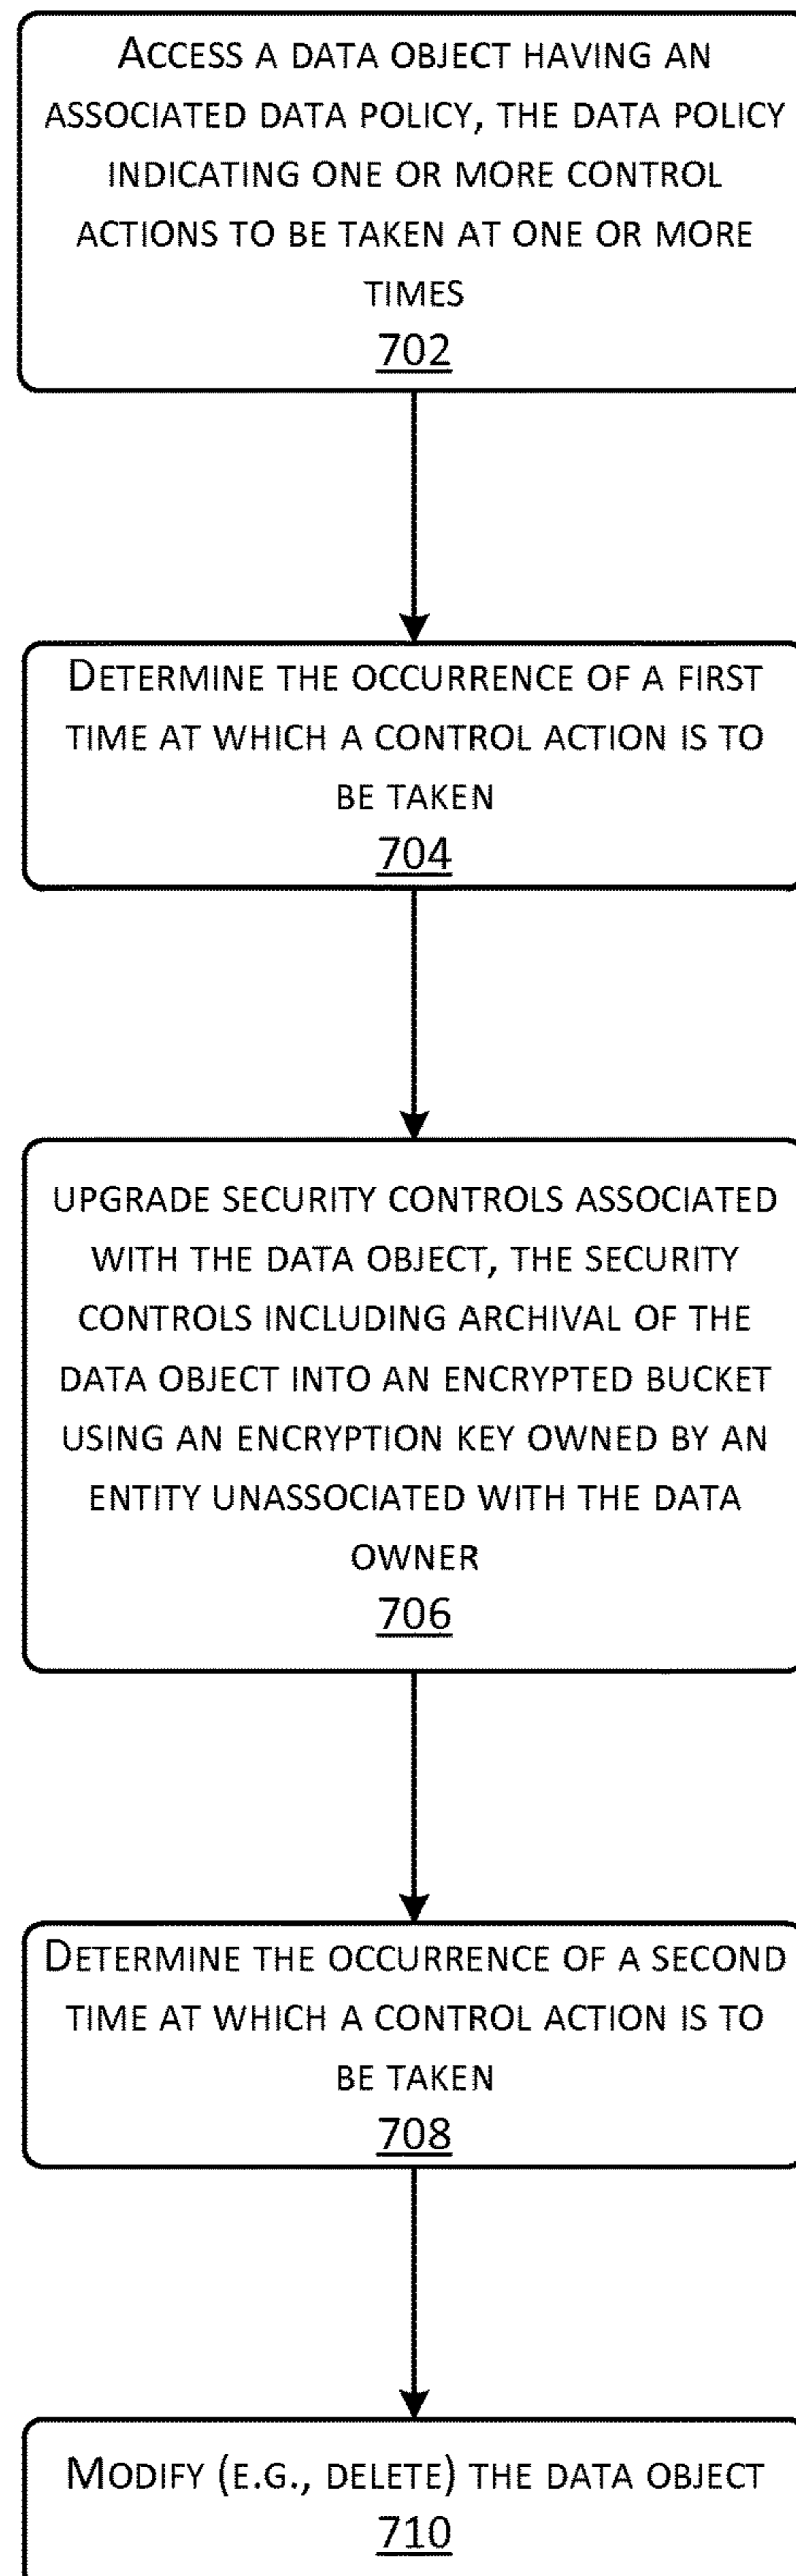 ACCESS A DATA OBJECT HAVING AN
ASSOCIATED DATA POLICY, THE DATA POLICY
INDICATING ONE OR MORE CONTROL
ACTIONS TO BE TAKEN AT ONE OR MORE
TIMES
702
DETERMINE THE OCCURRENCE OF A FIRST
TIME AT WHICH A CONTROL ACTION IS TO
BE TAKEN
704
UPGRADE SECURITY CONTROLS ASSOCIATED
WITH THE DATA OBJECT, THE SECURITY
CONTROLS INCLUDING ARCHIVAL OF THE
DATA OBJECT INTO AN ENCRYPTED BUCKET
USING AN ENCRYPTION KEY OWNED BY AN
ENTITY UNASSOCIATED WITH THE DATA
OWNER
706
DETERMINE THE OCCURRENCE OF A SECOND
TIME AT WHICH A CONTROL ACTION IS TO
BE TAKEN
708
MODIFY (E.G., DELETE) THE DATA OBJECT
710